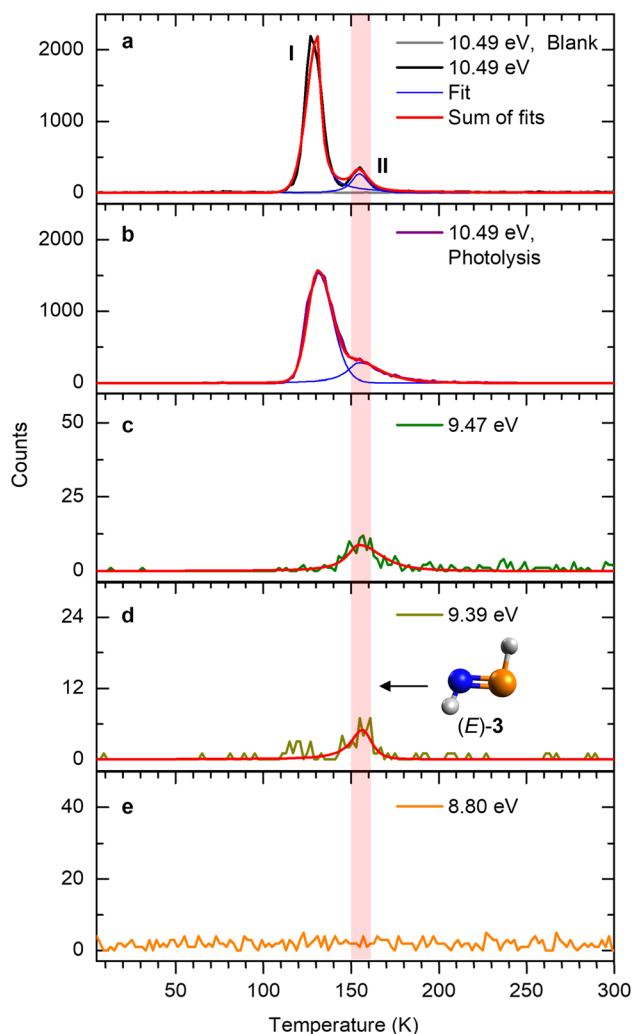 a
I
II
10.49 eV, Blank
10.49 eV
Fit
Sum of fits
2000
1000
0
b
10.49 eV,
Photolysis
2000
1000
0
c
9.47 eV
50
25
0
d
9.39 eV
24
12
0
(E)-3
e
8.80 eV
40
20
0
Counts
50
100
150
200
250
300
Temperature (K)